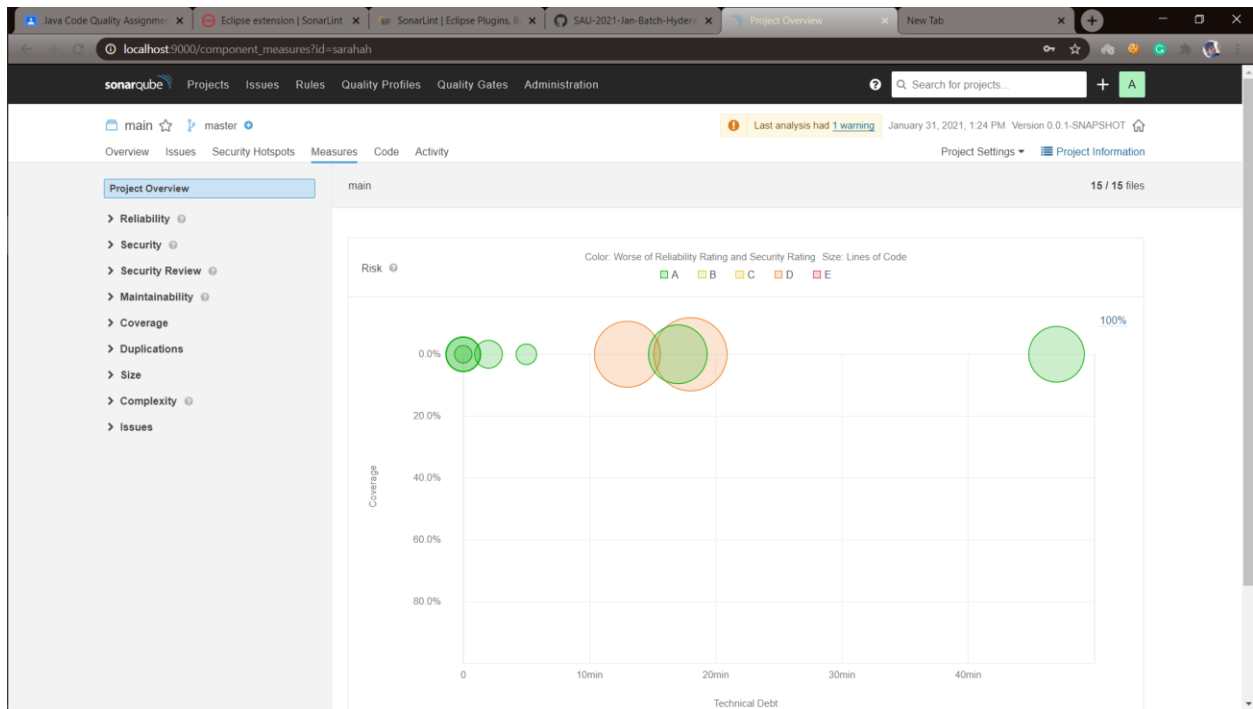 Java Code Quality Assignme
Eclipse extension | SonarLint
SonarLint | Eclipse Plugins, B
SAU-2021-Jan-Batch-Hydera
Project Overview
New Tab
localhost:9000/component_measures?id=sarahah
sonarqube Projects Issues Rules Quality Profiles Quality Gates Administration
Search for projects...
A
main master
Last analysis had 1 warning January 31, 2021, 1:24 PM Version 0.0.1-SNAPSHOT
Overview Issues Security Hotspots Measures Code Activity
Project Settings Project Information
Project Overview
Reliability
Security
Security Review
Maintainability
Coverage
Duplications
Size
Complexity
Issues
main 15 / 15 files
Risk
Color: Worse of Reliability Rating and Security Rating Size: Lines of Code
A B C D E
100%
0.0%
20.0%
40.0%
60.0%
80.0%
Coverage
0 10min 20min 30min 40min
Technical Debt